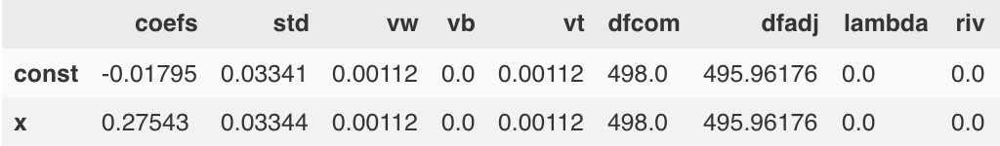 coefs std vw vb vt dfcom dfadj lambda riv
const -0.01795 0.03341 0.00112 0.0 0.00112 498.0 495.96176 0.0 0.0
x 0.27543 0.03344 0.00112 0.0 0.00112 498.0 495.96176 0.0 0.0